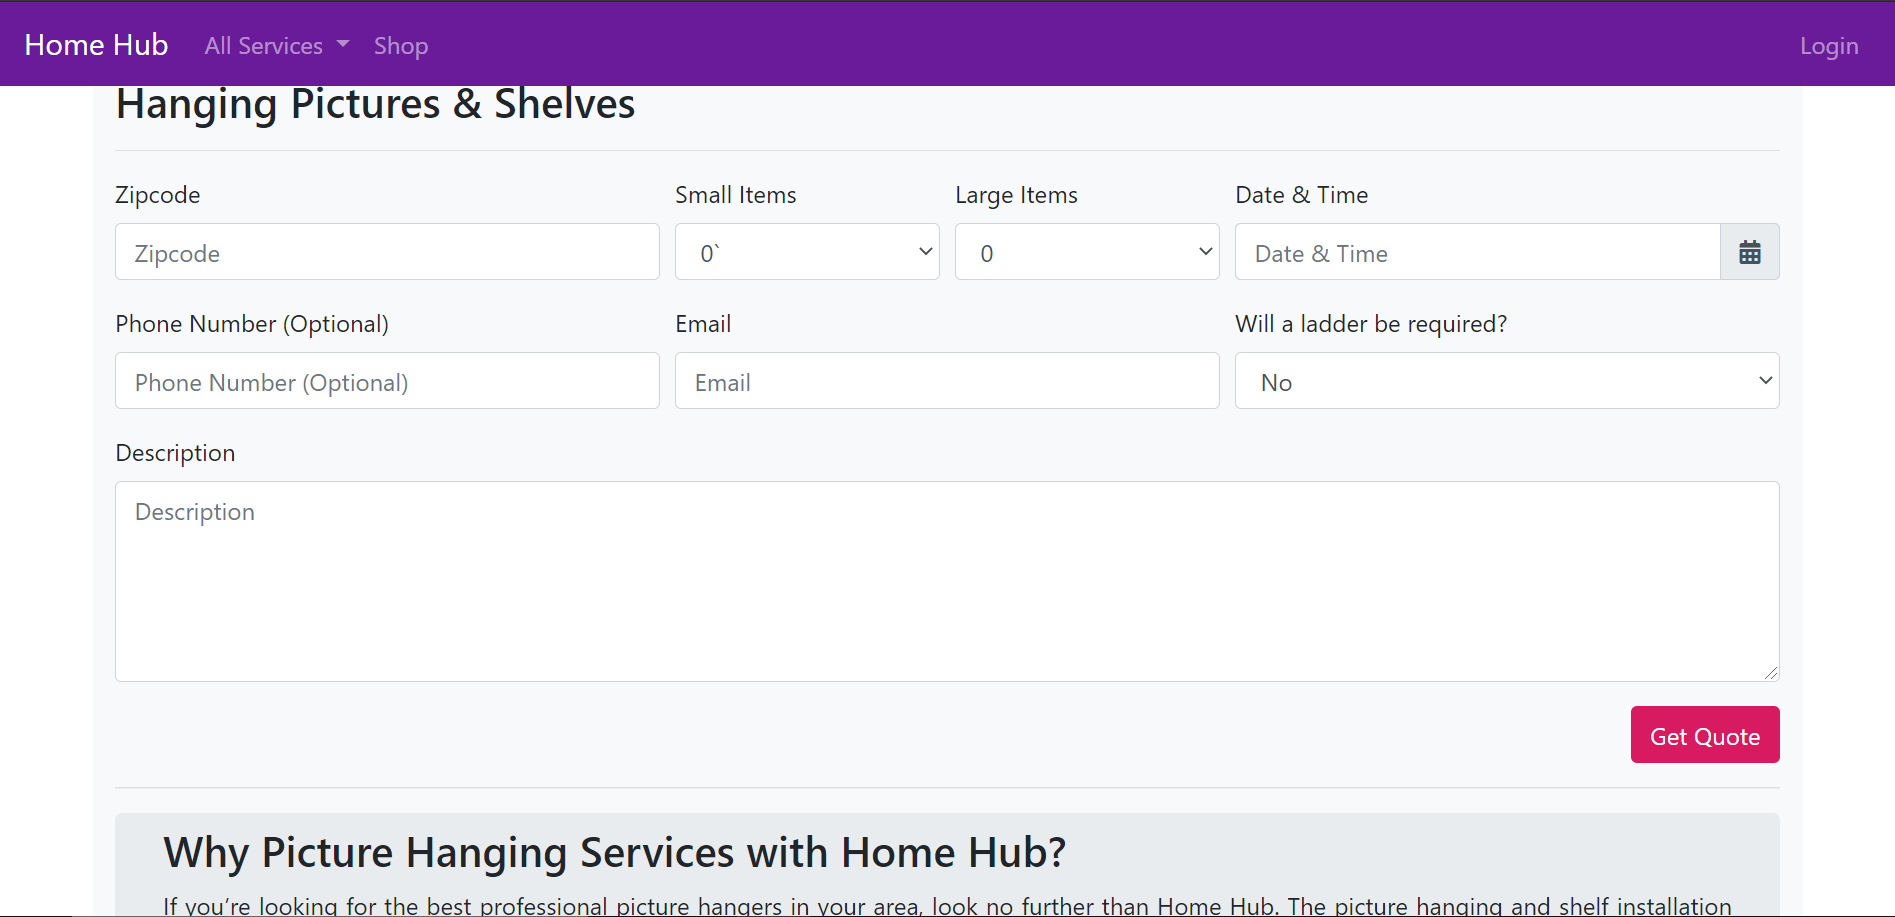 Home Hub All Services Shop Login
Hanging Pictures & Shelves
Zipcode Small Items Large Items Date & Time
Zipcode 0` 0 Date & Time
Phone Number (Optional) Email Will a ladder be required?
Phone Number (Optional) Email No
Description
Description
Get Quote
Why Picture Hanging Services with Home Hub?
If you’re looking for the best professional picture hangers in your area, look no further than Home Hub. The picture hanging and shelf installation